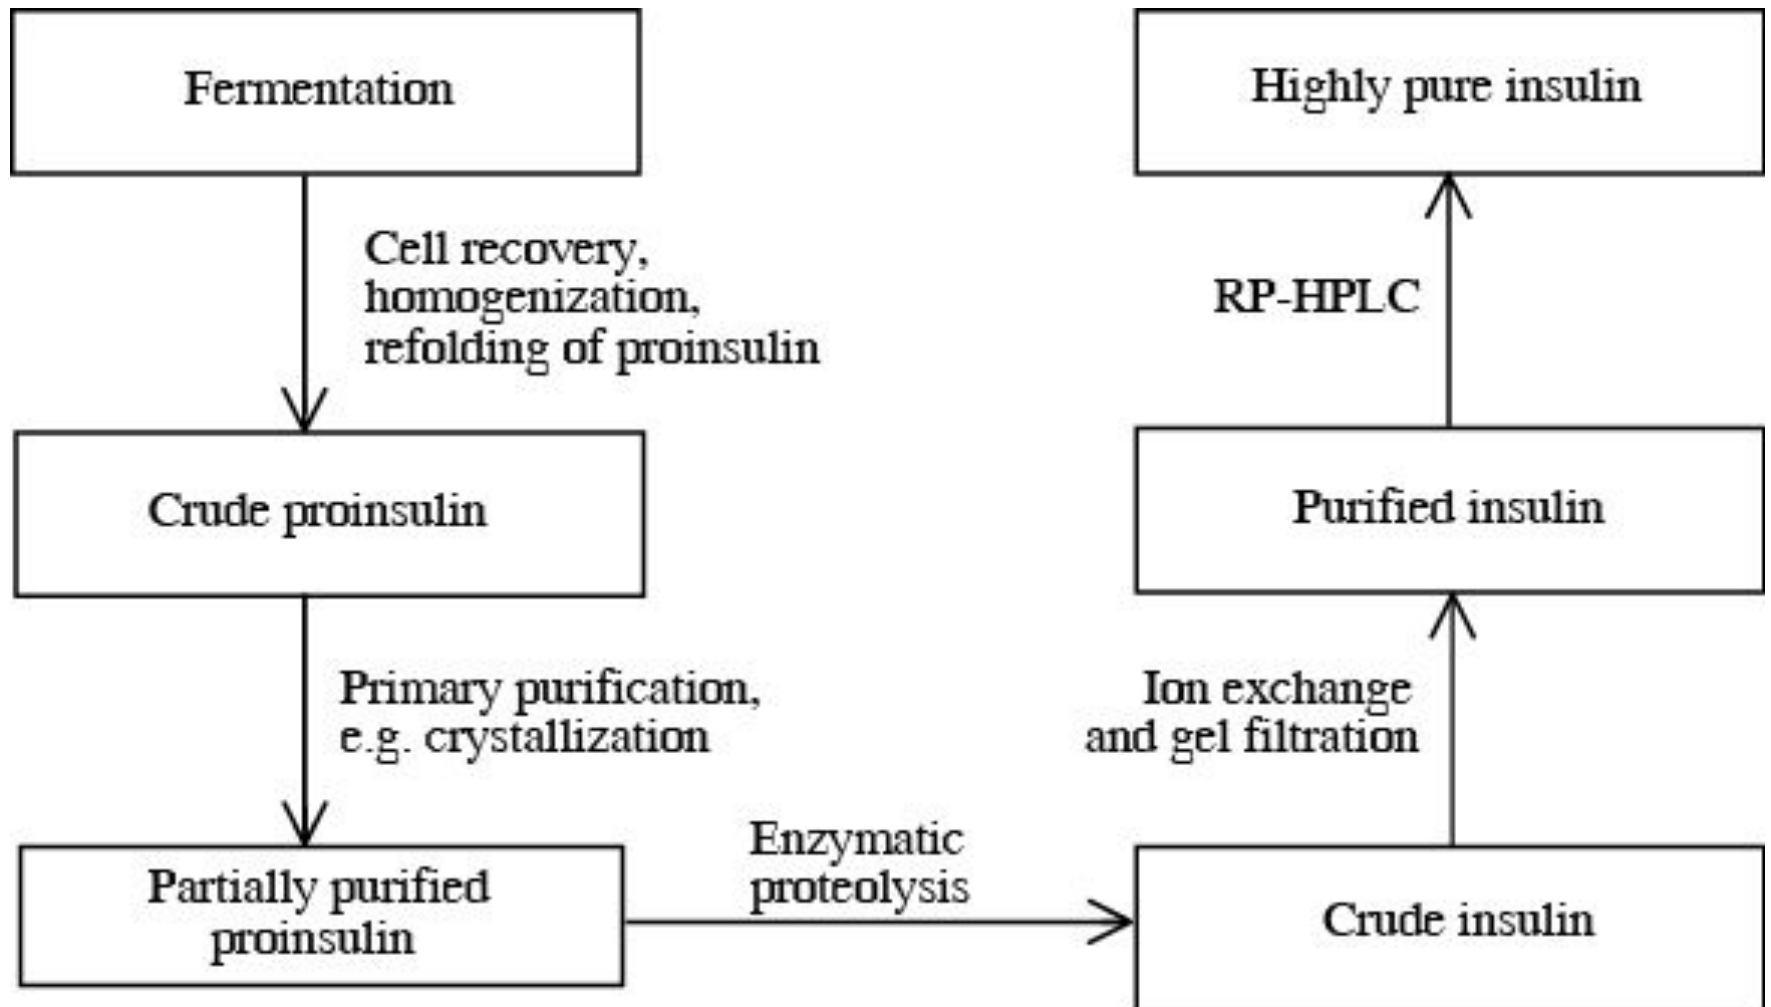 Fermentation
Cell recovery,
homogenization,
refolding of proinsulin
Crude proinsulin
Primary purification,
e.g. crystallization
Partially purified
proinsulin
Enzymatic
proteolysis
Crude insulin
Ion exchange
and gel filtration
Purified insulin
RP-HPLC
Highly pure insulin